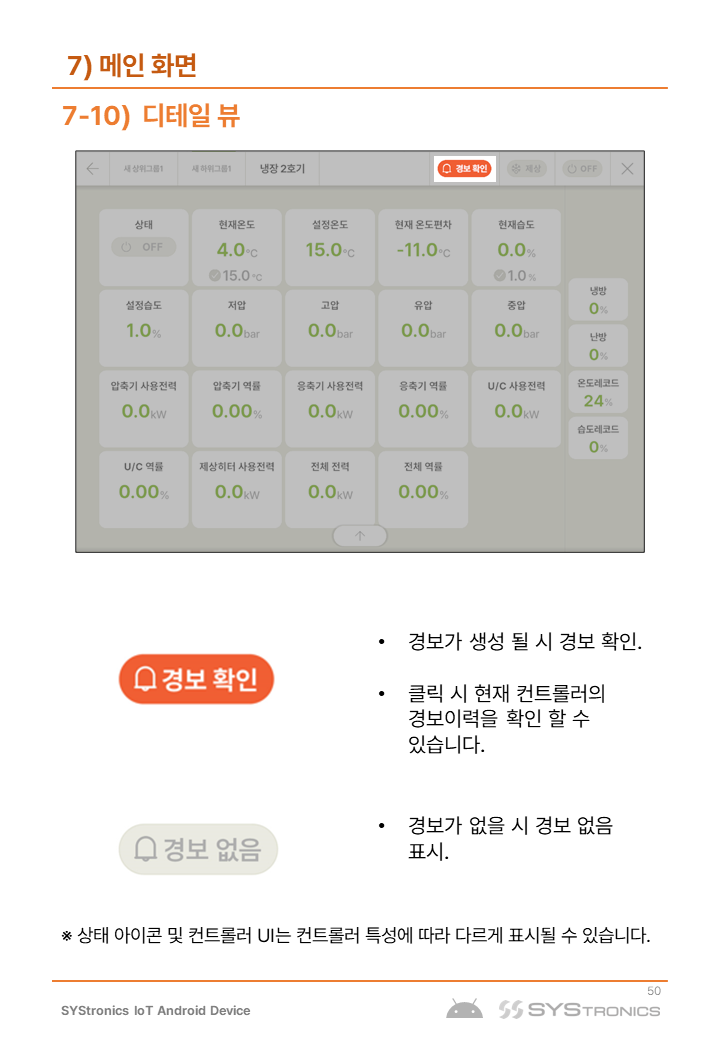 7) 메인 화면
7-10) 디테일 뷰
새 상위그룹1 새 하위그룹1 냉장 2호기 경보 확인 제상 OFF
상태 현재온도 설정온도 현재 온도편차 현재습도
OFF 4.0℃ 15.0℃ -11.0℃ 0.0%
15.0℃ 1.0%
냉방
0%
설정습도 저압 고압 유압 중압
1.0% 0.0bar 0.0bar 0.0bar 0.0bar
난방
0%
압축기 사용전력 압축기 역률 응축기 사용전력 응축기 역률 U/C 사용전력
0.0kW 0.00% 0.0kW 0.00% 0.0kW
온도레코드
24%
습도레코드
0%
U/C 역률 제상히터 사용전력 전체 전력 전체 역률
0.00% 0.0kW 0.0kW 0.00%
경보 확인
• 경보가 생성 될 시 경보 확인.
• 클릭 시 현재 컨트롤러의
경보이력을 확인 할 수
있습니다.
경보 없음
• 경보가 없을 시 경보 없음
표시.
※ 상태 아이콘 및 컨트롤러 UI는 컨트롤러 특성에 따라 다르게 표시될 수 있습니다.
50
SYStronics IoT Android Device
SYSTRONICS